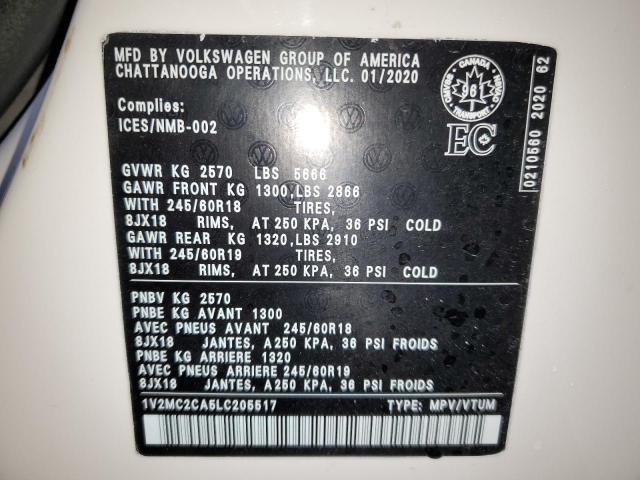 MFD BY VOLKSWAGEN GROUP OF AMERICA
CHATTANOOGA OPERATIONS, LLC. 01/2020
Complies:
ICES/NMB-002
CANADA
961
TRANSPORT
EC
0210560 2020 62
GVWR KG 2570 LBS 5666
GAWR FRONT KG 1300,LBS 2866
WITH 245/60R18 TIRES,
8JX18 RIMS, AT 250 KPA, 36 PSI COLD
GAWR REAR KG 1320,LBS 2910
WITH 245/60R19 TIRES,
8JX18 RIMS, AT 250 KPA, 36 PSI COLD
PNBV KG 2570
PNBE KG AVANT 1300
AVEC PNEUS AVANT 245/60R18
8JX18 JANTES, A250 KPA, 36 PSI FROIDS
PNBE KG ARRIERE 1320
AVEC PNEUS ARRIERE 245/60R19
8JX18 JANTES, A250 KPA, 36 PSI FROIDS
1V2MC2CA5LC205517 TYPE: MPV/VTUM